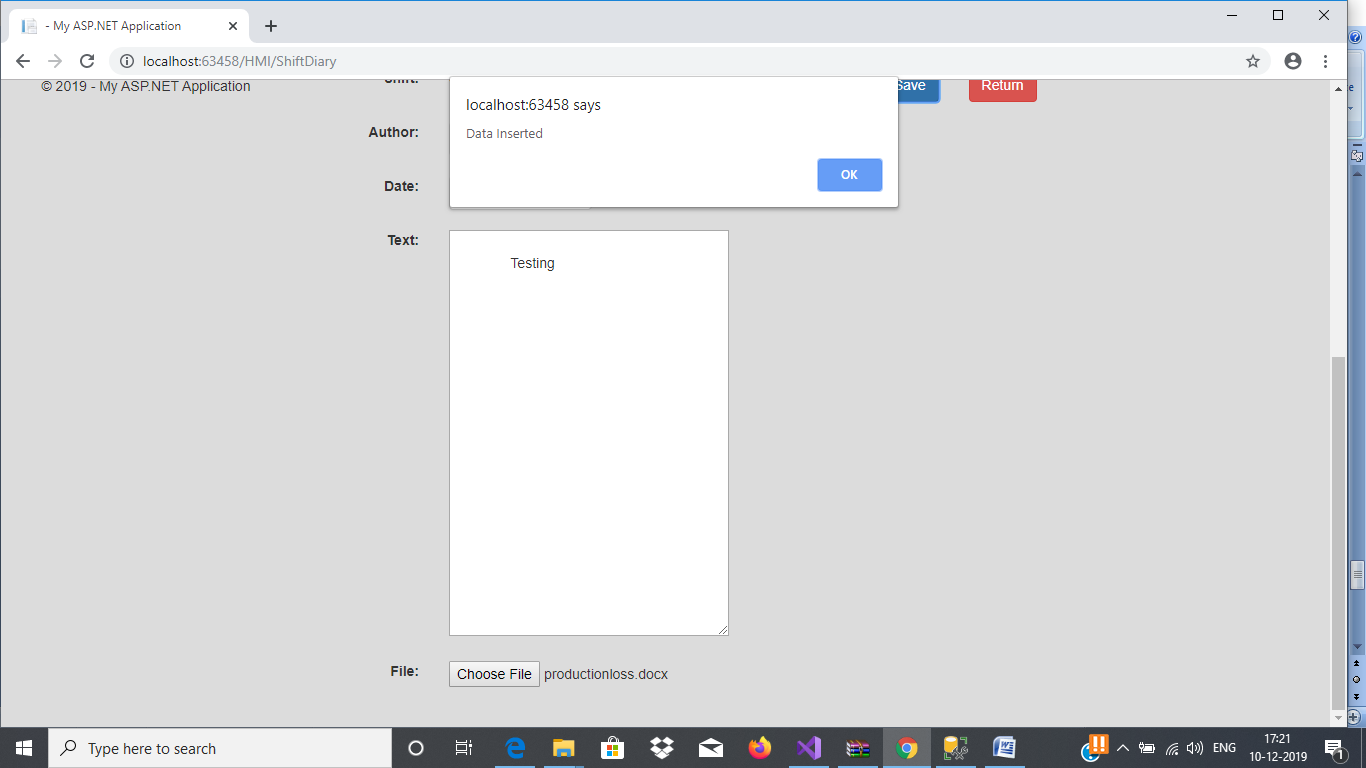 - My ASP.NET Application
localhost:63458/HMI/ShiftDiary
© 2019 - My ASP.NET Application
Shift:
Save
Return
localhost:63458 says
Data Inserted
OK
Author:
Date:
Text:
Testing
File:
Choose File productionloss.docx
Type here to search
ENG
17:21
10-12-2019
1